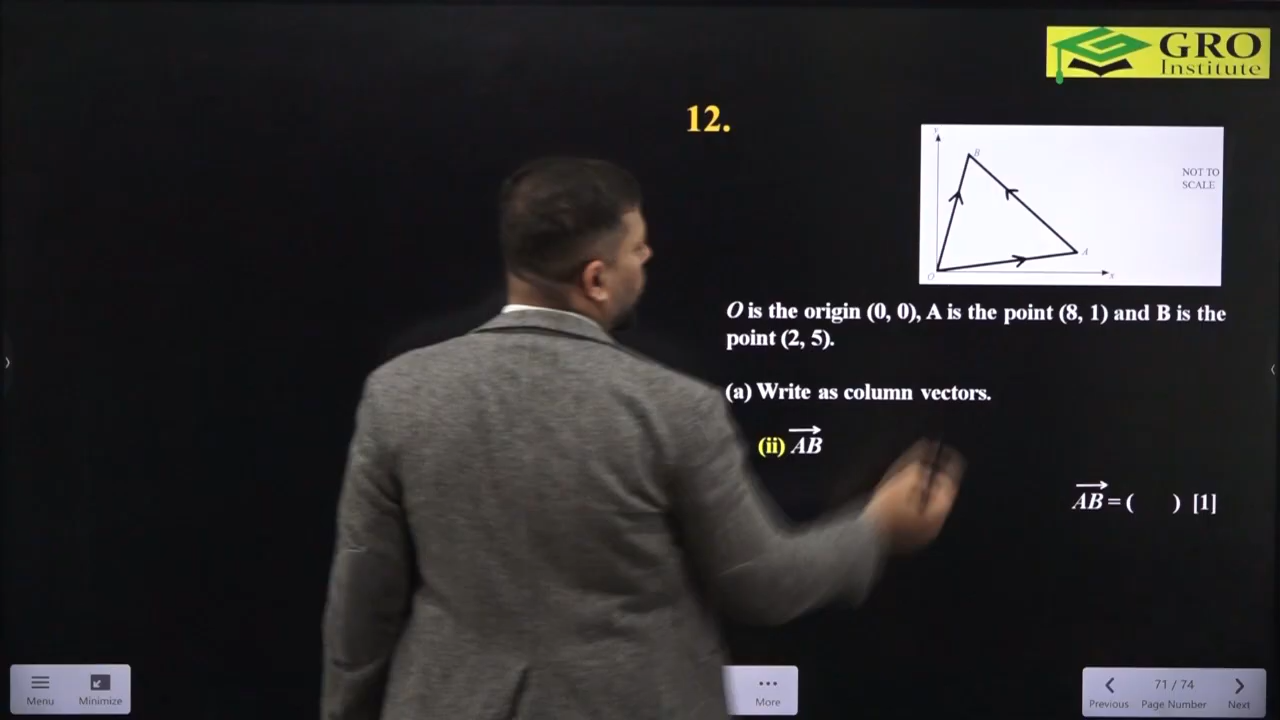 GRO
Institute
12.
y
B
NOT TO
SCALE
A
O
x
O is the origin (0, 0), A is the point (8, 1) and B is the
point (2, 5).
(a) Write as column vectors.
(ii) AB
AB = ( ) [1]
Menu
Minimize
More
Previous
71 / 74
Page Number
Next